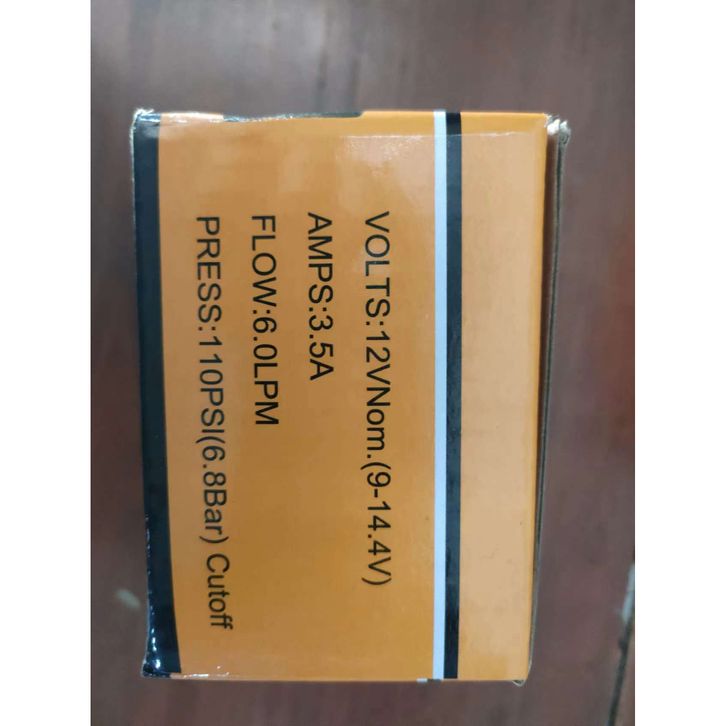 VOLTS:12VNom.(9-14.4V)
AMPS:3.5A
FLOW:6.0LPM
PRESS:110PSI(6.8Bar) Cutoff